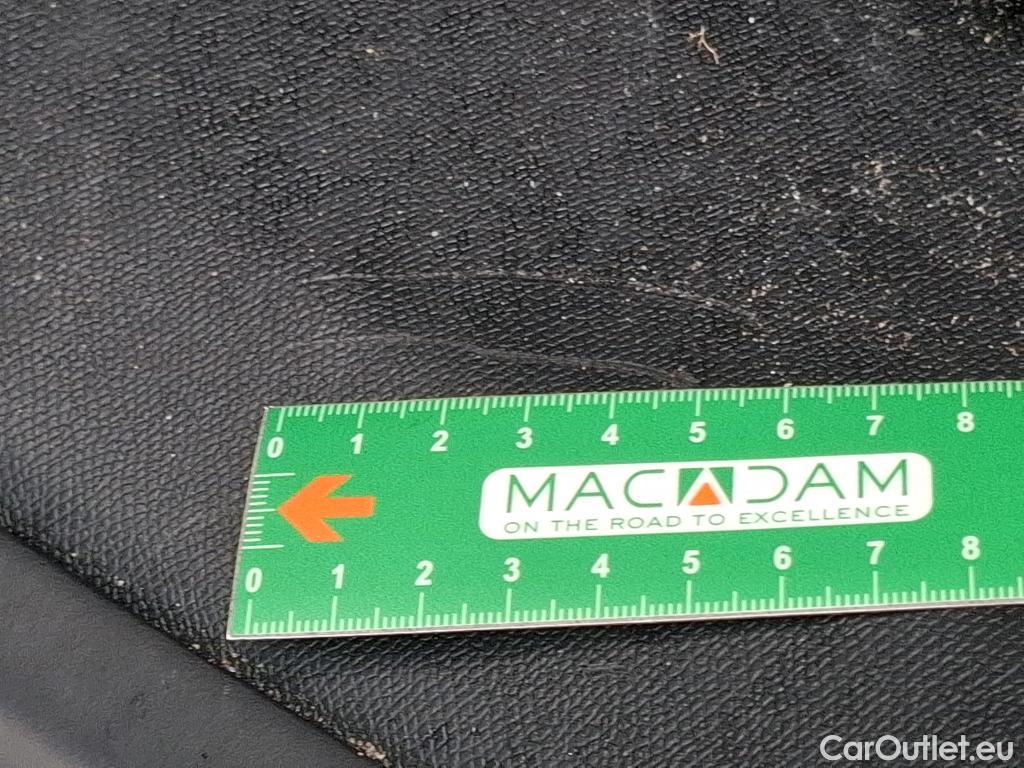 0 1 2 3 4 5 6 7 8
MACADAM
ON THE ROAD TO EXCELLENCE
0 1 2 3 4 5 6 7 8
CarOutlet.eu